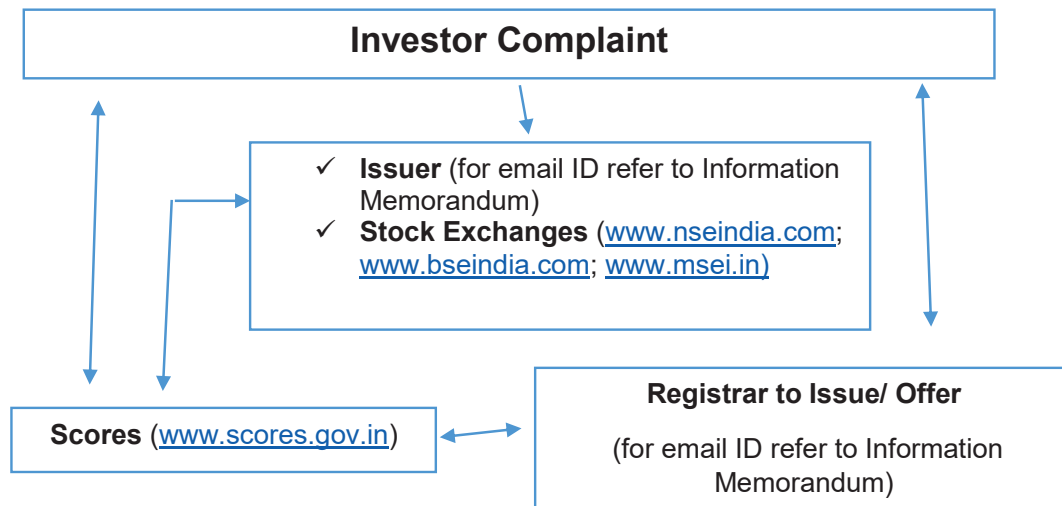 Investor Complaint
✓ Issuer (for email ID refer to Information
Memorandum)
✓ Stock Exchanges (www.nseindia.com;
www.bseindia.com; www.msei.in)
Scores (www.scores.gov.in)
Registrar to Issue/ Offer
(for email ID refer to Information
Memorandum)